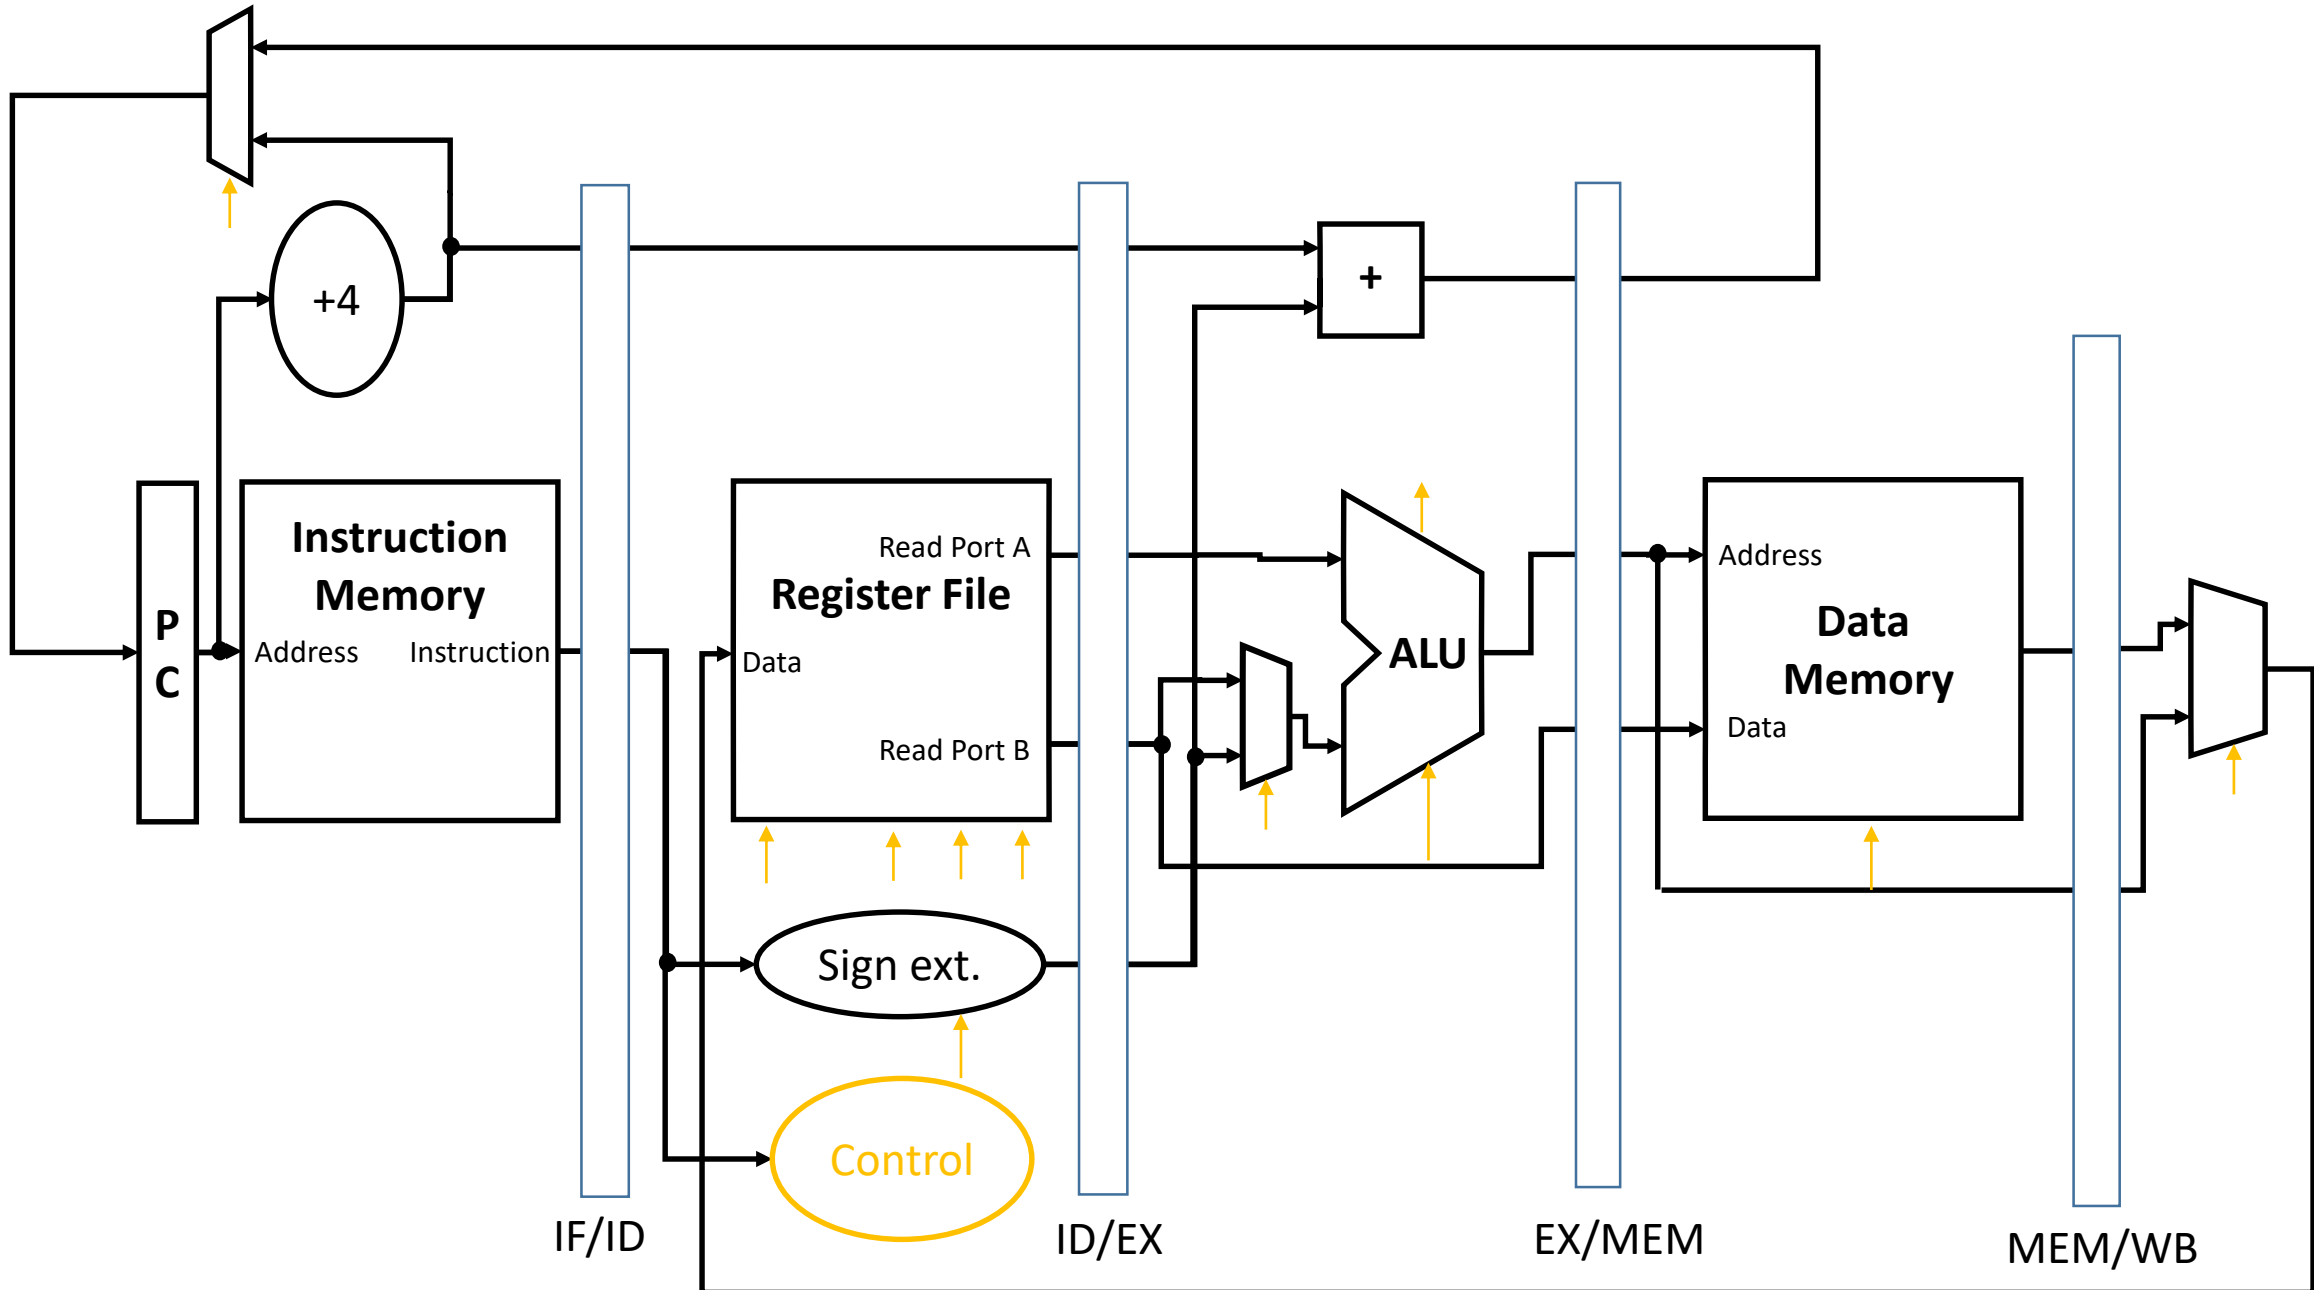 +4
+
P
C
Instruction
Memory
Address
Instruction
Read Port A
Register File
Data
Read Port B
ALU
Address
Data
Memory
Data
Sign ext.
Control
IF/ID
ID/EX
EX/MEM
MEM/WB